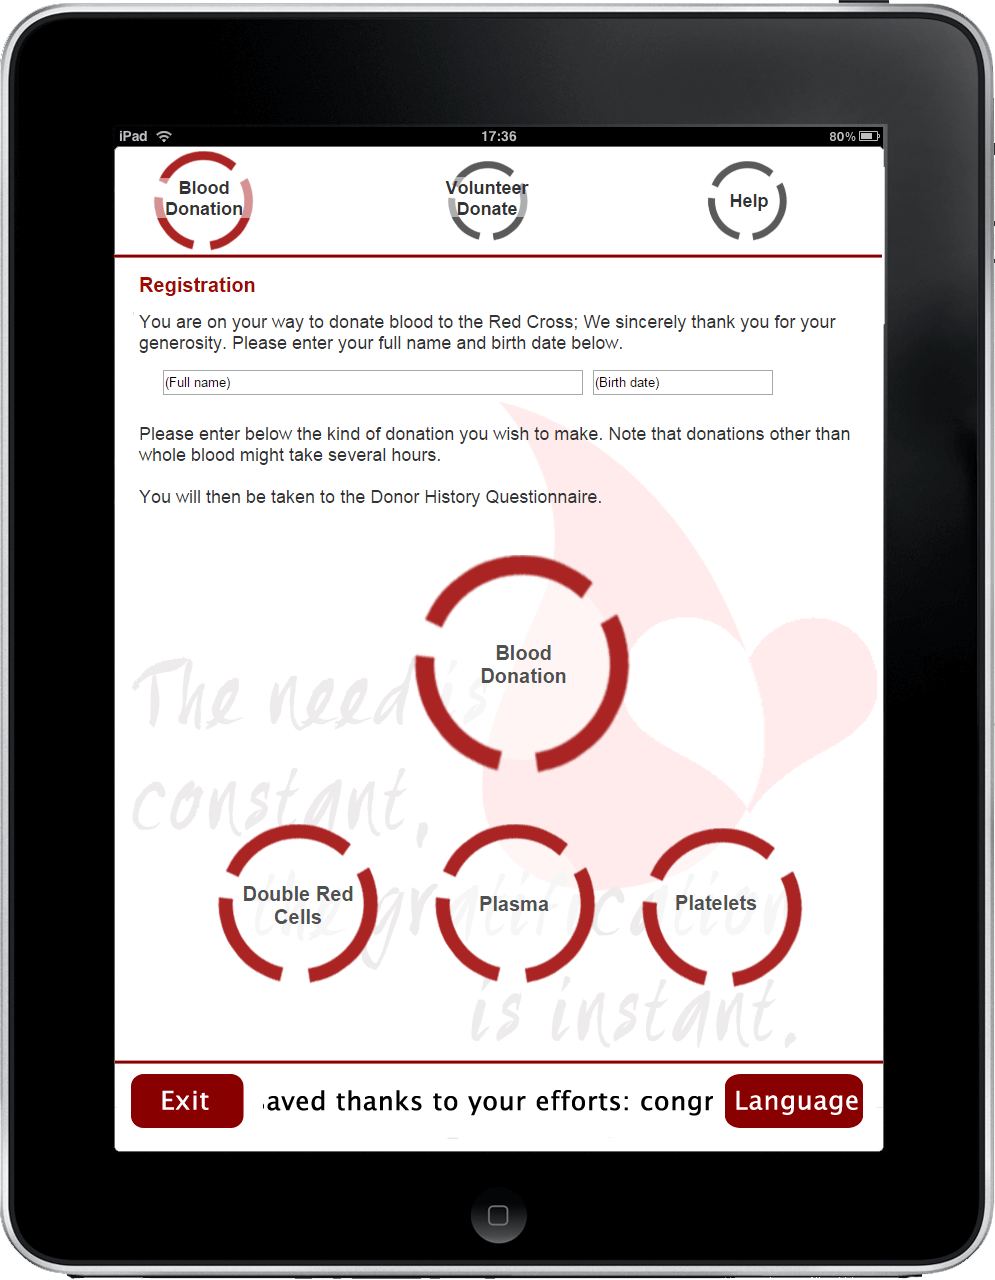 iPad 17:36 80%
Blood
Donation
Volunteer
Donate
Help
Registration
You are on your way to donate blood to the Red Cross; We sincerely thank you for your
generosity. Please enter your full name and birth date below.
(Full name) (Birth date)
Please enter below the kind of donation you wish to make. Note that donations other than
whole blood might take several hours.
You will then be taken to the Donor History Questionnaire.
Blood
Donation
The need is
constant,
Double Red
Cells
Plasma
Platelets
the gratification
is instant.
Exit aved thanks to your efforts: congr Language